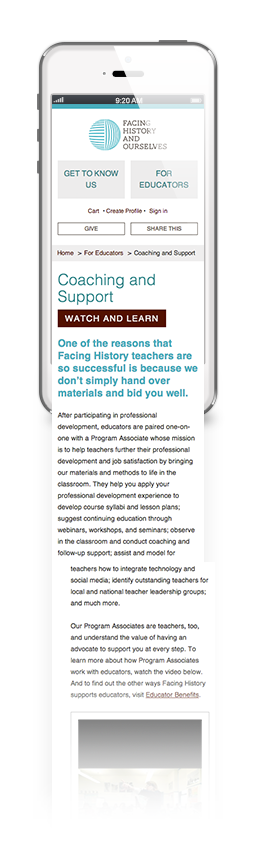 9:20 AM
FACING
HISTORY
AND
OURSELVES
GET TO KNOW
US
FOR
EDUCATORS
Cart • Create Profile • Sign in
GIVE
SHARE THIS
Home > For Educators > Coaching and Support
Coaching and
Support
WATCH AND LEARN
One of the reasons that
Facing History teachers are
so successful is because we
don’t simply hand over
materials and bid you well.
After participating in professional
development, educators are paired one-on-
one with a Program Associate whose mission
is to help teachers further their professional
development and job satisfaction by bringing
our materials and methods to life in the
classroom. They help you apply your
professional development experience to
develop course syllabi and lesson plans;
suggest continuing education through
webinars, workshops, and seminars; observe
in the classroom and conduct coaching and
follow-up support; assist and model for
teachers how to integrate technology and
social media; identify outstanding teachers for
local and national teacher leadership groups;
and much more.
Our Program Associates are teachers, too,
and understand the value of having an
advocate to support you at every step. To
learn more about how Program Associates
work with educators, watch the video below.
And to find out the other ways Facing History
supports educators, visit Educator Benefits.